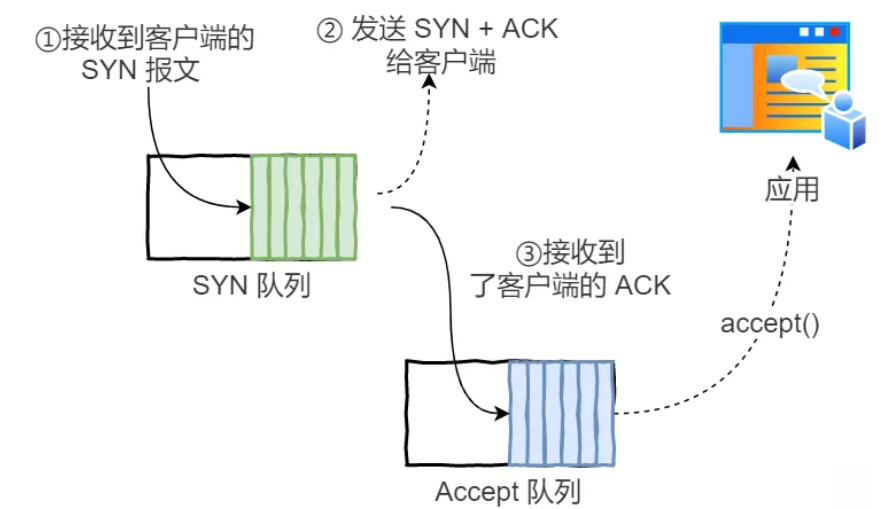 ①接收到客户端的
SYN 报文
② 发送 SYN + ACK
给客户端
SYN 队列
③接收到
了客户端的 ACK
Accept 队列
accept()
应用